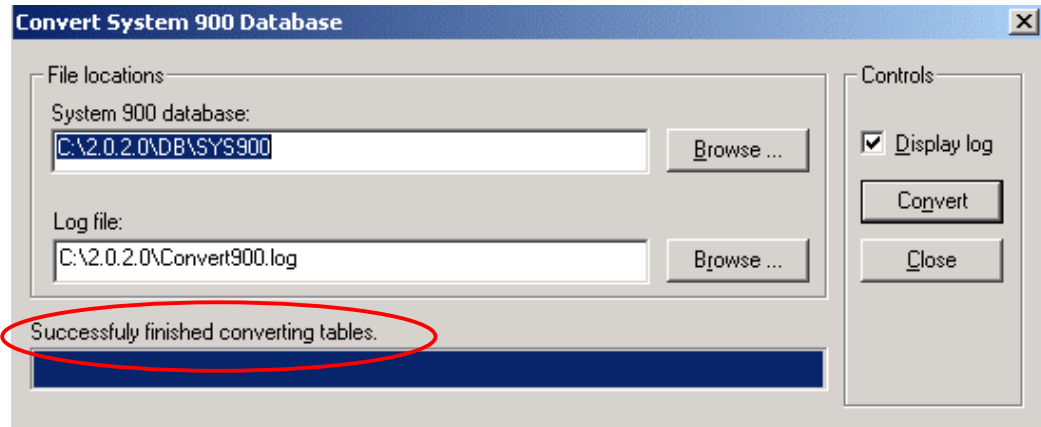 Convert System 900 Database
File locations
System 900 database:
C:\2.0.2.0\DB\SYS900
Browse ...
Log file:
C:\2.0.2.0\Convert900.log
Browse ...
Successfuly finished converting tables.
Controls
Display log
Convert
Close